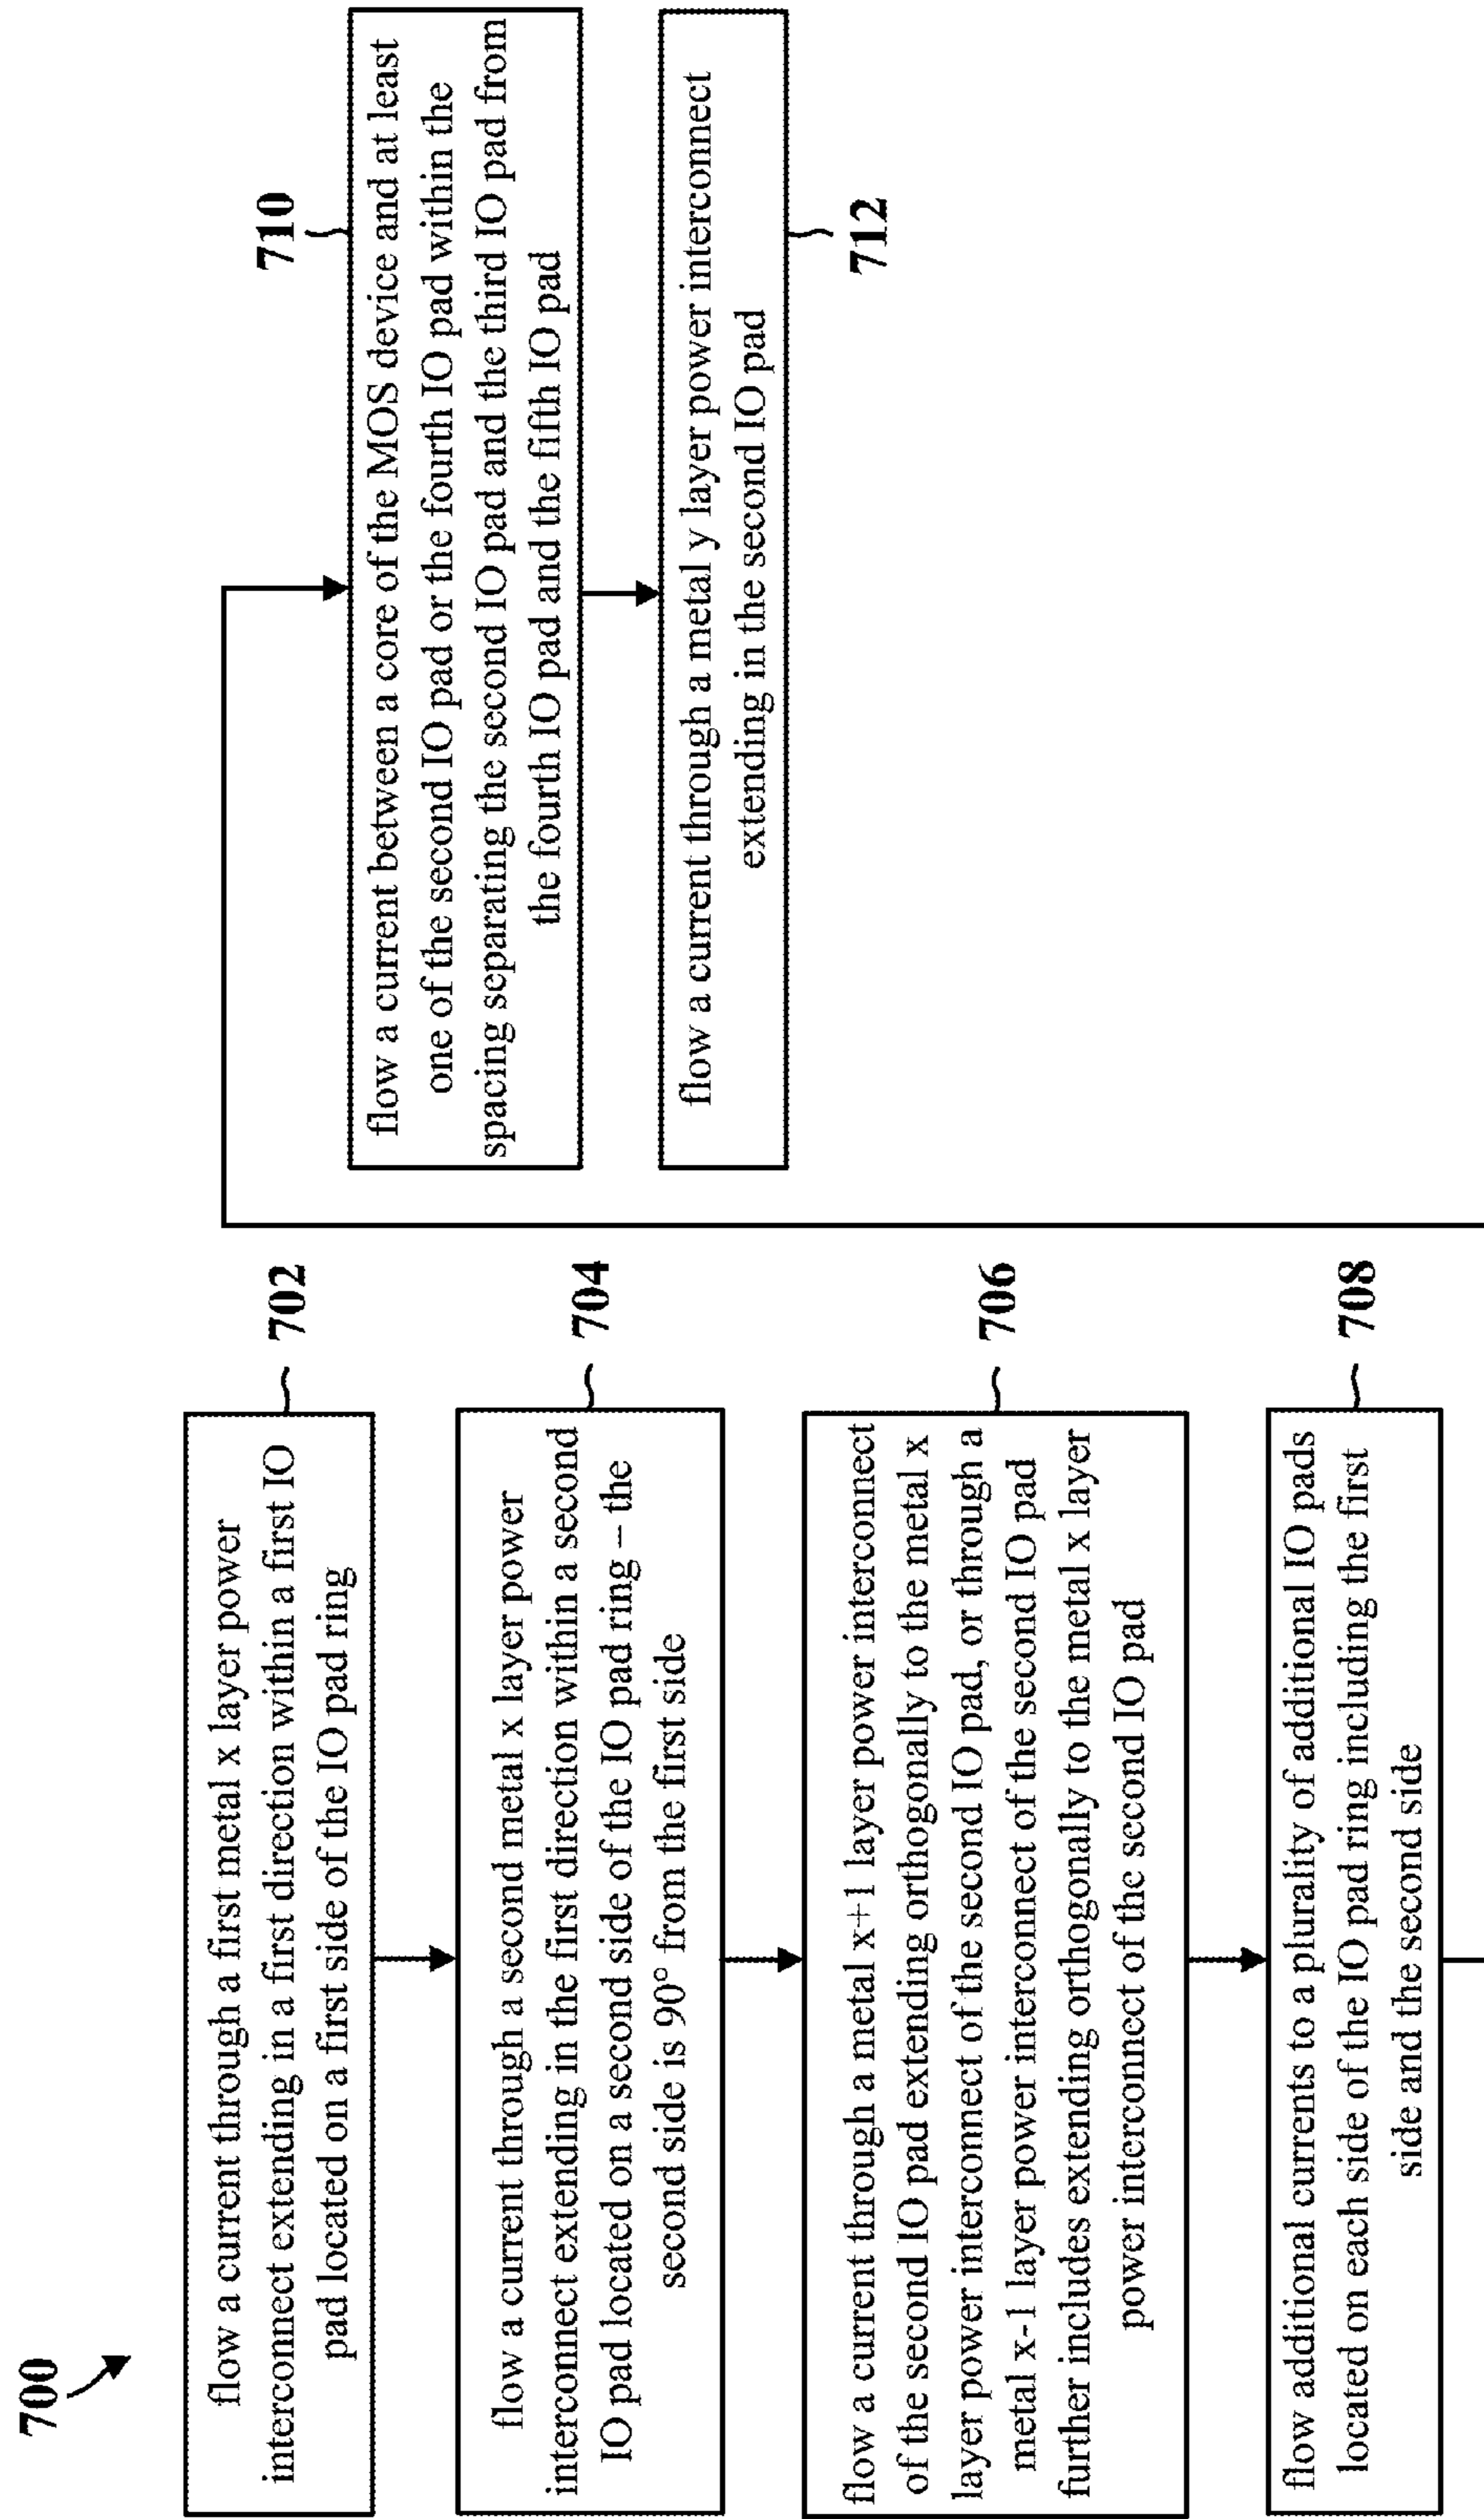 700
flow a current through a first metal x layer power
interconnect extending in a first direction within a first IO
pad located on a first side of the IO pad ring
702
flow a current through a second metal x layer power
interconnect extending in the first direction within a second
IO pad located on a second side of the IO pad ring – the
second side is 90° from the first side
704
flow a current through a metal x+1 layer power interconnect
of the second IO pad extending orthogonally to the metal x
layer power interconnect of the second IO pad, or through a
metal x-1 layer power interconnect of the second IO pad
further includes extending orthogonally to the metal x layer
power interconnect of the second IO pad
706
flow additional currents to a plurality of additional IO pads
located on each side of the IO pad ring including the first
side and the second side
708
710
flow a current between a core of the MOS device and at least
one of the second IO pad or the fourth IO pad within the
spacing separating the second IO pad and the third IO pad from
the fourth IO pad and the fifth IO pad
flow a current through a metal y layer power interconnect
extending in the second IO pad
712